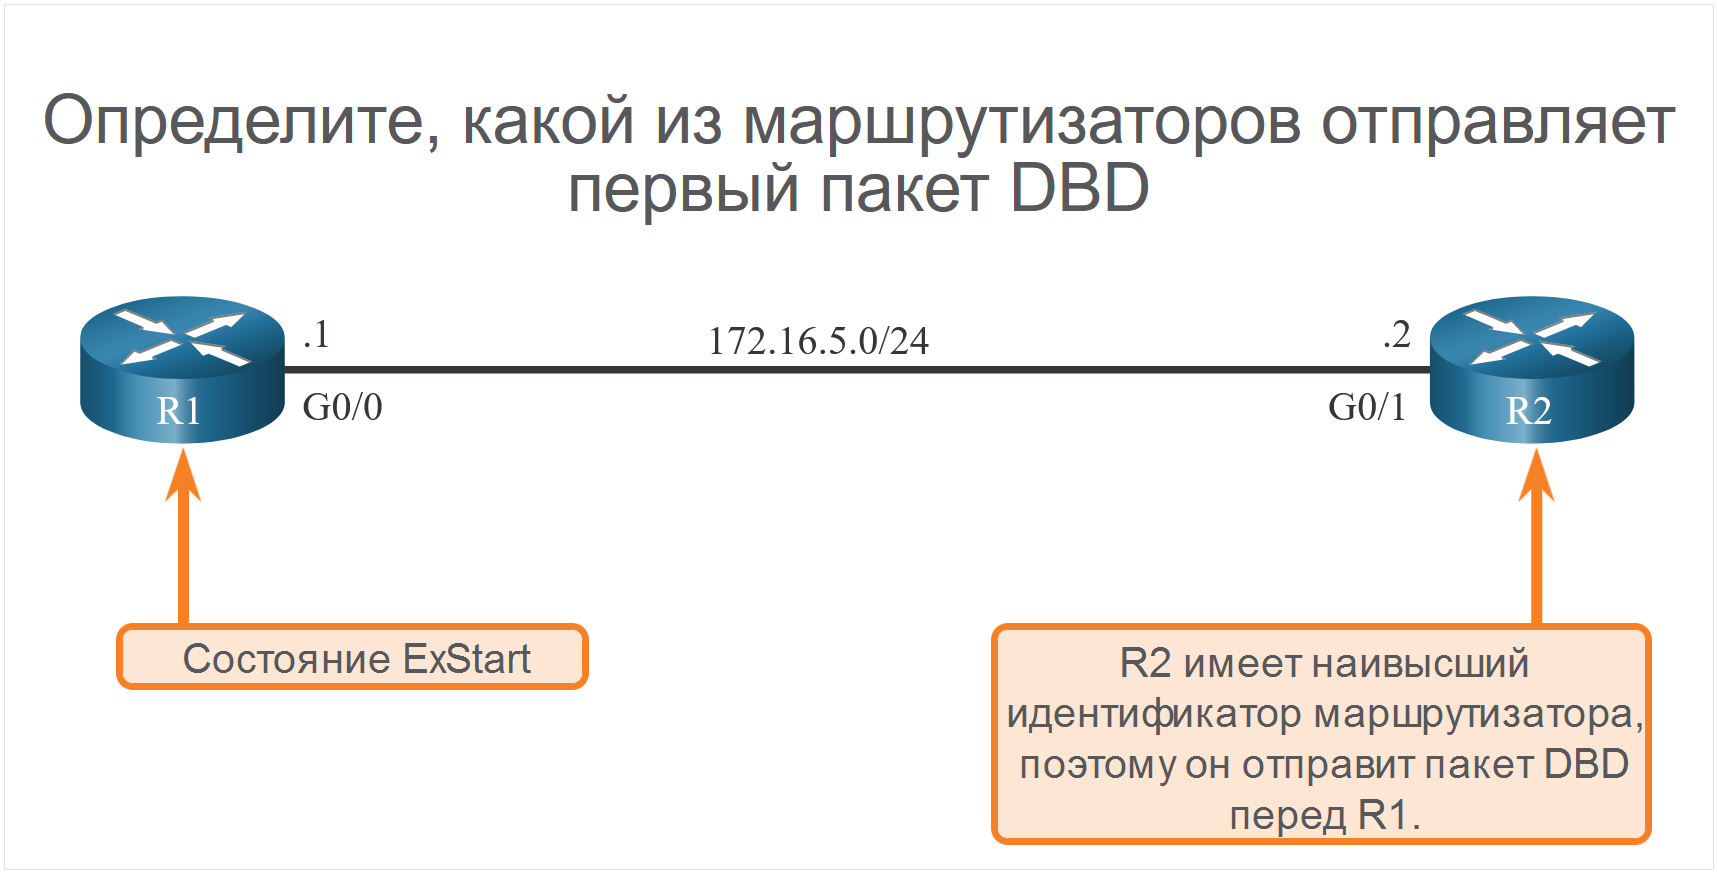 Определите, какой из маршрутизаторов отправляет
первый пакет DBD
.1
172.16.5.0/24
.2
R1
G0/0
G0/1
R2
Состояние ExStart
R2 имеет наивысший
идентификатор маршрутизатора,
поэтому он отправит пакет DBD
перед R1.